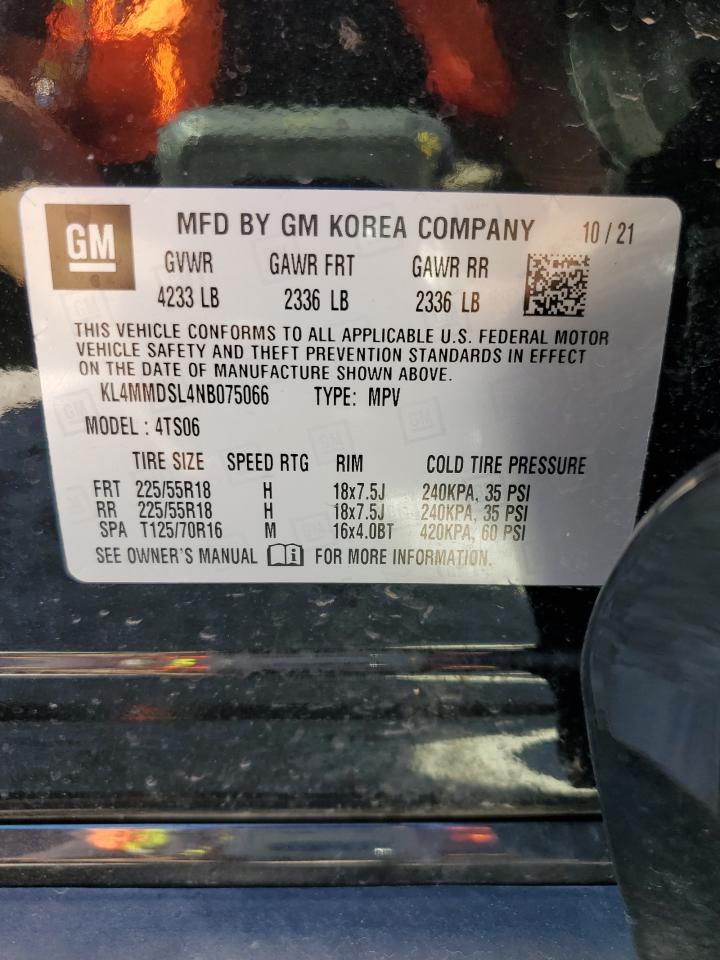 GM
MFD BY GM KOREA COMPANY 10 / 21
GVWR GAWR FRT GAWR RR
4233 LB 2336 LB 2336 LB
THIS VEHICLE CONFORMS TO ALL APPLICABLE U.S. FEDERAL MOTOR
VEHICLE SAFETY AND THEFT PREVENTION STANDARDS IN EFFECT
ON THE DATE OF MANUFACTURE SHOWN ABOVE.
KL4MMDSL4NB075066 TYPE: MPV
MODEL : 4TS06
TIRE SIZE SPEED RTG RIM COLD TIRE PRESSURE
FRT 225/55R18 H 18x7.5J 240KPA, 35 PSI
RR 225/55R18 H 18x7.5J 240KPA, 35 PSI
SPA T125/70R16 M 16x4.0BT 420KPA, 60 PSI
SEE OWNER'S MANUAL i FOR MORE INFORMATION.